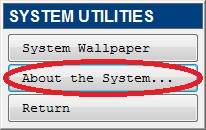 SYSTEM UTILITIES
System Wallpaper
About the System...
Return